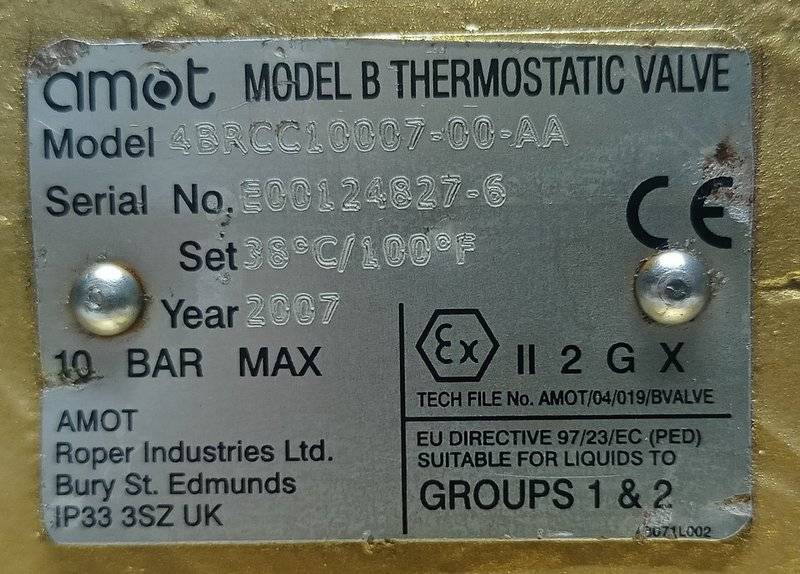 amot MODEL B THERMOSTATIC VALVE
Model 4BRCC10007-00-AA
Serial No. E00124827-6
Set 38°C/100°F
CE
Year 2007
10 BAR MAX
Ex II 2 G X
TECH FILE No. AMOT/04/019/BVALVE
AMOT
Roper Industries Ltd.
Bury St. Edmunds
IP33 3SZ UK
EU DIRECTIVE 97/23/EC (PED)
SUITABLE FOR LIQUIDS TO
GROUPS 1 & 2